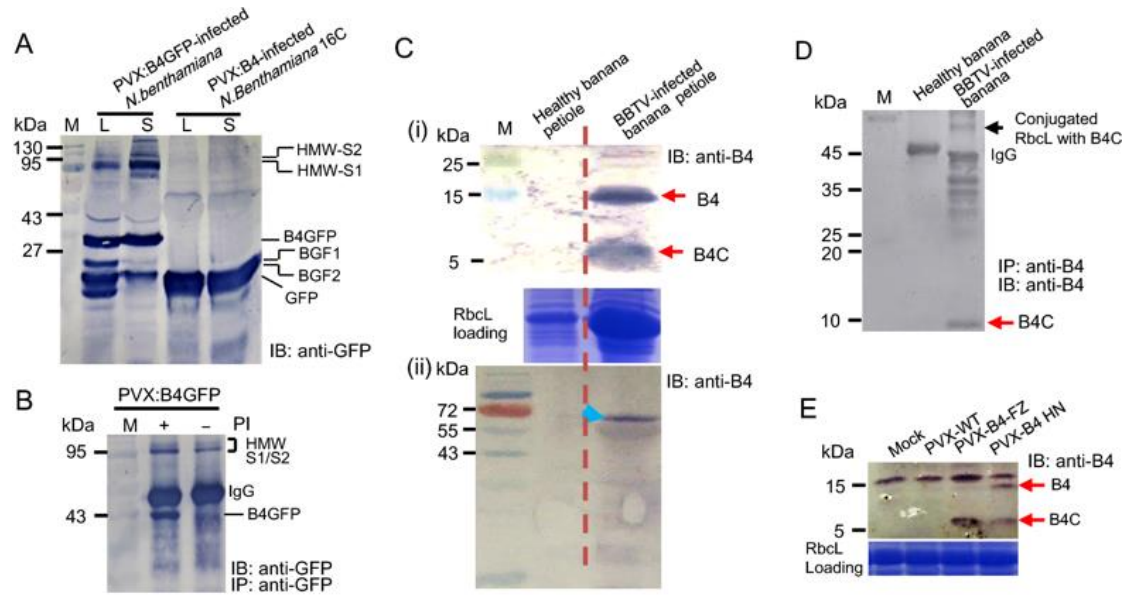 A
PVX:B4GFP-infected
N.benthamiana
PVX:B4-infected
N.Benthamiana 16C
kDa M L S L S
130
95
43
27
HMW-S2
HMW-S1
B4GFP
BGF1
BGF2
GFP
IB: anti-GFP
B
PVX:B4GFP
kDa M + – PI
95
43
HMW
S1/S2
IgG
B4GFP
IB: anti-GFP
IP: anti-GFP
C
Healthy banana
petiole
BBTV-infected
banana petiole
(i)
kDa M
IB: anti-B4
25
15
5
B4
B4C
RbcL
loading
(ii) kDa
IB: anti-B4
72
55
43
D
Healthy banana
BBTV-infected
banana
kDa M
Conjugated
RbcL with B4C
IgG
45
35
25
20
10
IP: anti-B4
IB: anti-B4
B4C
E
Mock
PVX-WT
PVX-B4-FZ
PVX-B4 HN
kDa
IB: anti-B4
15
5
B4
B4C
RbcL
Loading